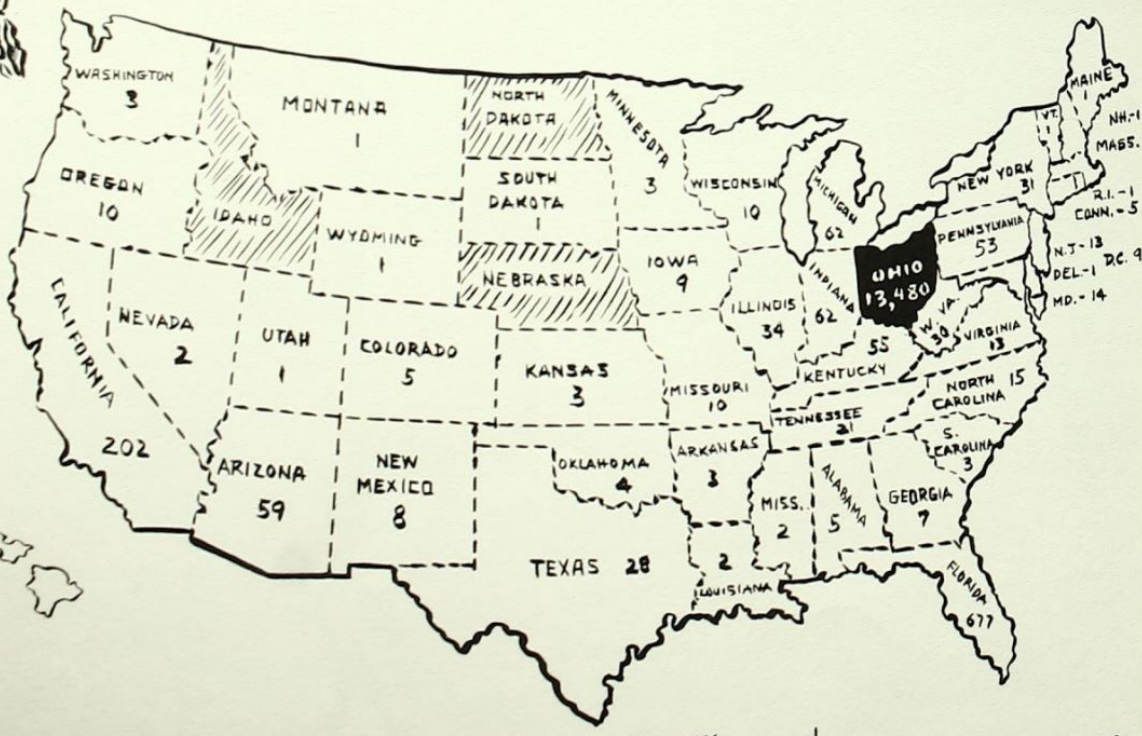 WASHINGTON
3
MONTANA
1
NORTH
DAKOTA
MINNESOTA
3
MAINE
1
VT.
1
NH.-1
MASS.
OREGON
10
IDAHO
WYOMING
1
SOUTH
DAKOTA
1
WISCONSIN
10
MICHIGAN
62
NEW YORK
31
1
R.I.-1
CONN.-5
PENNSYLVANIA
53
N.J-13
DEL.-1 D.C. 9
MD.-14
CALIFORNIA
202
NEVADA
2
UTAH
1
COLORADO
5
NEBRASKA
IOWA
9
ILLINOIS
34
INDIANA
62
OHIO
13,480
W. VA.
30
VIRGINIA
13
KANSAS
3
MISSOURI
10
55
KENTUCKY
NORTH 15
CAROLINA
TENNESSEE
21
ARIZONA
59
NEW
MEXICO
8
OKLAHOMA
4
ARKANSAS
3
S.
CAROLINA
3
MISS.
2
ALABAMA
5
GEORGIA
7
TEXAS 28
2
LOUISIANA
FLORIDA
677